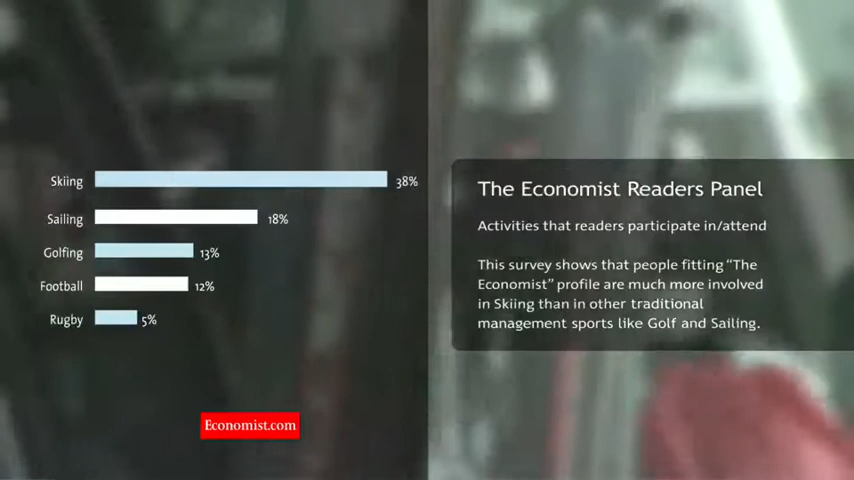 Skiing 38%
Sailing 18%
Golfing 13%
Football 12%
Rugby 5%
Economist.com
The Economist Readers Panel
Activities that readers participate in/attend
This survey shows that people fitting “The
Economist” profile are much more involved
in Skiing than in other traditional
management sports like Golf and Sailing.